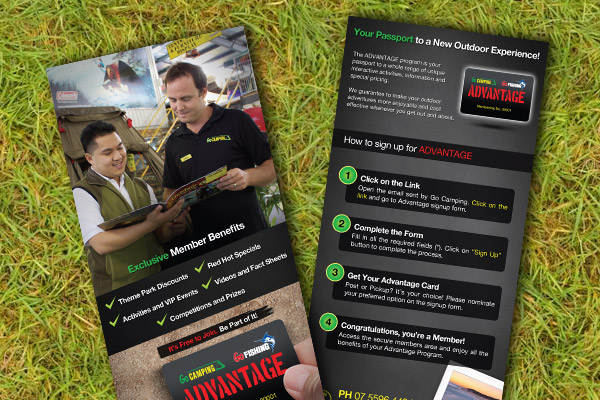 Go CAMPING
Exclusive Member Benefits
Theme Park Discounts
Red Hot Specials
Activities and VIP Events
Videos and Fact Sheets
Competitions and Prizes
It's Free to Join. Be Part of It!
Go CAMPING
Go FISHING
ADVANTAGE
Your Passport to a New Outdoor Experience!
The ADVANTAGE program is your
passport to a whole range of unique
interactive activities, information and
special pricing.
We guarantee to make your outdoor
adventures more enjoyable and cost
effective whenever you get out and about.
Go CAMPING Go FISHING
ADVANTAGE
Membership No. 00001
How to sign up for ADVANTAGE
1 Click on the Link
Open the email sent by Go Camping. Click on the
link and go to Advantage signup form.
2 Complete the Form
Fill in all the required fields (*). Click on "Sign Up"
button to complete the process.
3 Get Your Advantage Card
Post or Pickup? It's your choice! Please nominate
your preferred option on the signup form.
4 Congratulations, you're a Member!
Access the secure members area and enjoy all the
benefits of your Advantage Program.
PH 07 5596